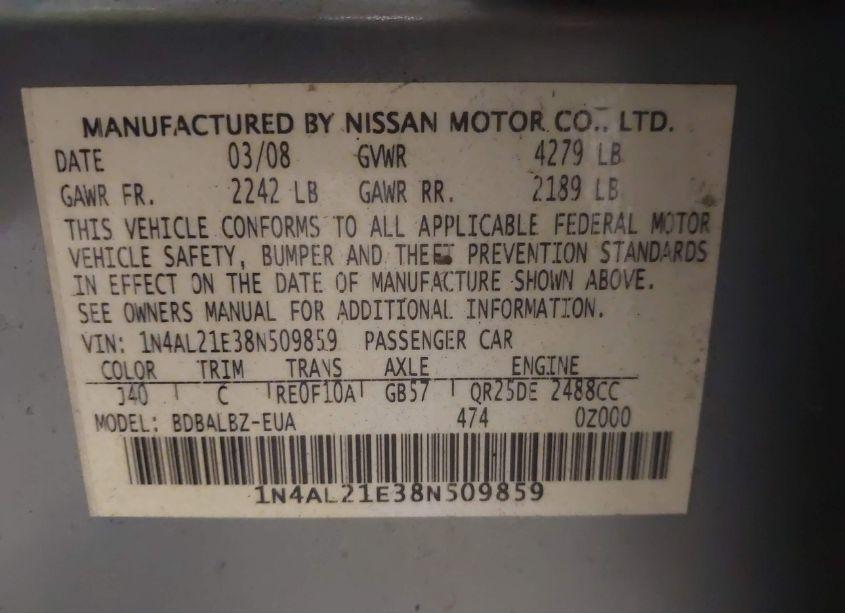 MANUFACTURED BY NISSAN MOTOR CO., LTD.
DATE 03/08 GVWR 4279 LB
GAWR FR. 2242 LB GAWR RR. 2189 LB
THIS VEHICLE CONFORMS TO ALL APPLICABLE FEDERAL MOTOR
VEHICLE SAFETY, BUMPER AND THEFT PREVENTION STANDARDS
IN EFFECT ON THE DATE OF MANUFACTURE SHOWN ABOVE.
SEE OWNERS MANUAL FOR ADDITIONAL INFORMATION.
VIN: 1N4AL21E38N509859 PASSENGER CAR
COLOR TRIM TRANS AXLE ENGINE
J40 C RE0F10A GB57 QR25DE 2488CC
MODEL: BDBALBZ-EUA 474 0Z000
1N4AL21E38N509859